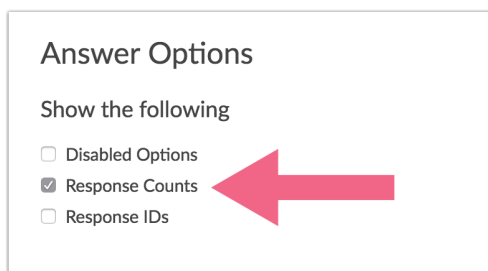 Answer Options
Show the following
Disabled Options
Response Counts
Response IDs